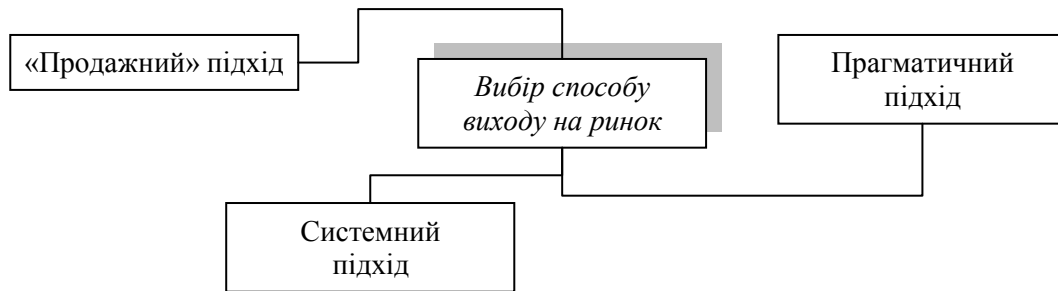 «Продажний» підхід
Вибір способу
виходу на ринок
Прагматичний
підхід
Системний
підхід